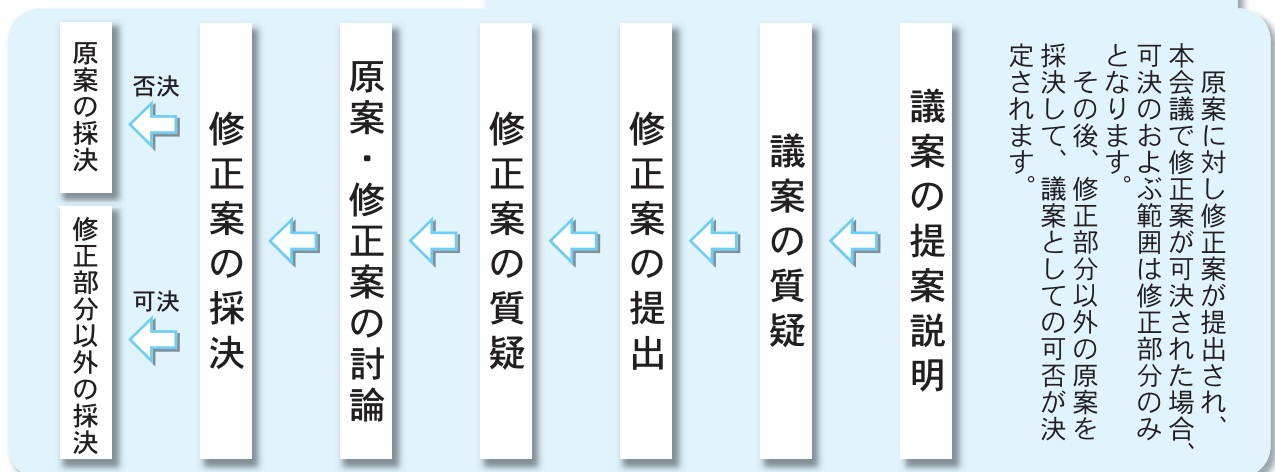 原案に対し修正案が提出され、
本会議で修正案が可決された場合、
可決のおよぶ範囲は修正部分のみ
となります。
その後、修正部分以外の原案を
採決して、議案としての可否が決
定されます。
議案の提案説明
議案の質疑
修正案の提出
修正案の質疑
原案・修正案の討論
修正案の採決
否決
原案の採決
可決
修正部分以外の採決